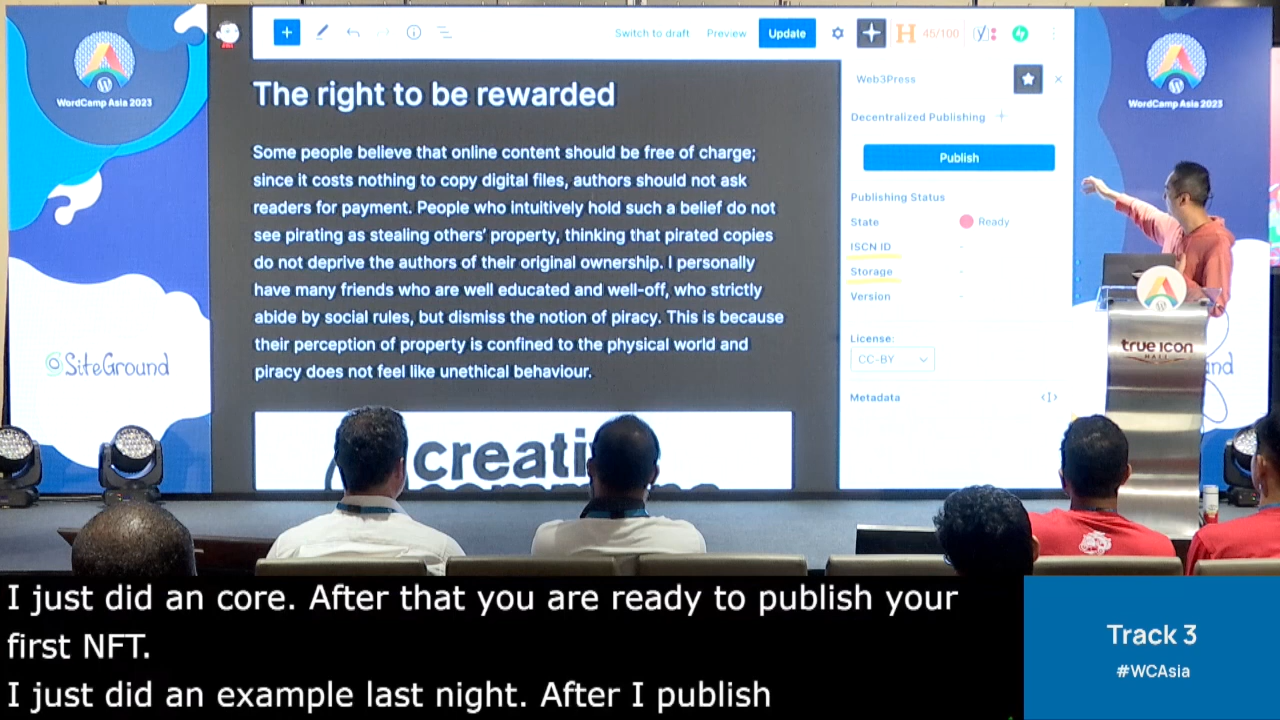 WordCamp Asia 2023
SiteGround
Switch to draft
Preview
Update
45/100
The right to be rewarded
Some people believe that online content should be free of charge;
since it costs nothing to copy digital files, authors should not ask
readers for payment. People who intuitively hold such a belief do not
see pirating as stealing others' property, thinking that pirated copies
do not deprive the authors of their original ownership. I personally
have many friends who are well educated and well-off, who strictly
abide by social rules, but dismiss the notion of piracy. This is because
their perception of property is confined to the physical world and
piracy does not feel like unethical behaviour.
Web3Press
Decentralized Publishing
Publish
Publishing Status
State Ready
ISCN ID -
Storage -
Version -
License:
CC-BY
Metadata
WordCamp Asia 2023
true icon
HALL
I just did an core. After that you are ready to publish your
first NFT.
I just did an example last night. After I publish
Track 3
#WCAsia